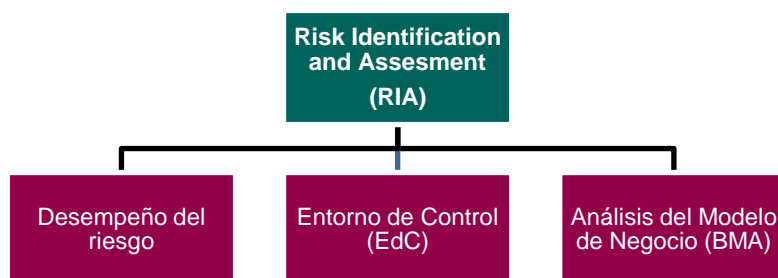 Risk Identification
and Assesment
(RIA)
Desempeño del
riesgo
Entorno de Control
(EdC)
Análisis del Modelo
de Negocio (BMA)